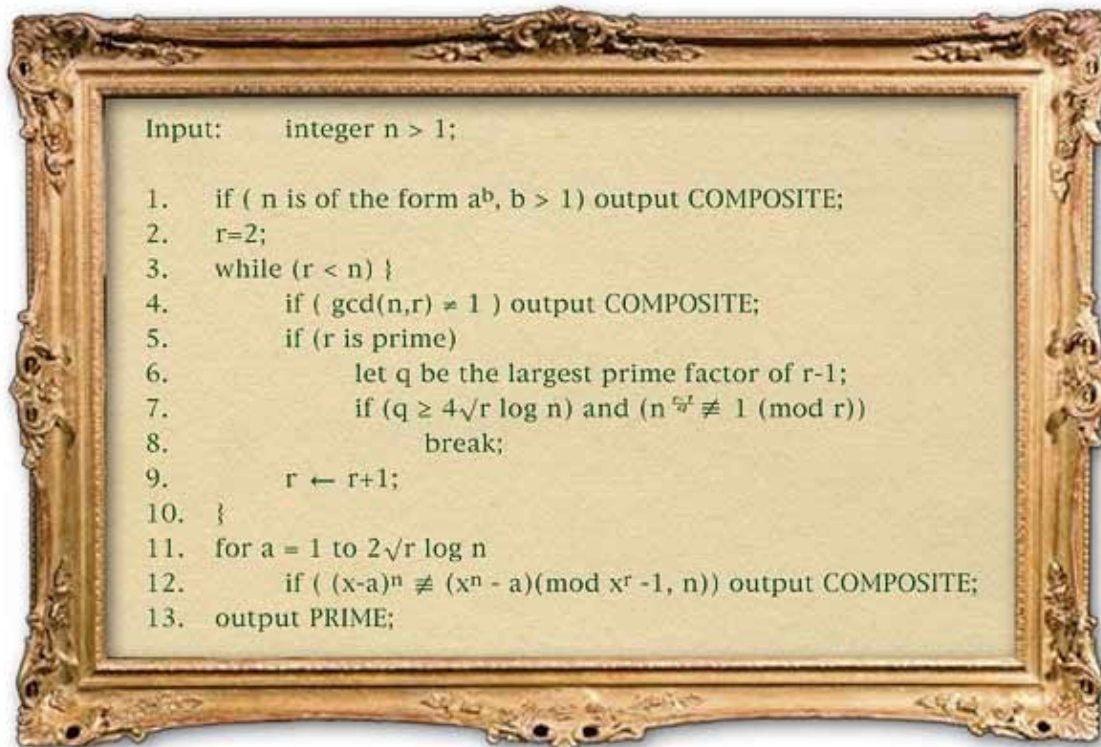 Input: integer n > 1;
1. if ( n is of the form aᵇ, b > 1) output COMPOSITE;
2. r=2;
3. while (r < n) }
4. if ( gcd(n,r) ≠ 1 ) output COMPOSITE;
5. if (r is prime)
6. let q be the largest prime factor of r-1;
7. if (q ≥ 4√r log n) and (n ≢ 1 (mod r))
8. break;
9. r ← r+1;
10. }
11. for a = 1 to 2√r log n
12. if ( (x-a)ⁿ ≢ (xⁿ - a)(mod xʳ -1, n)) output COMPOSITE;
13. output PRIME;